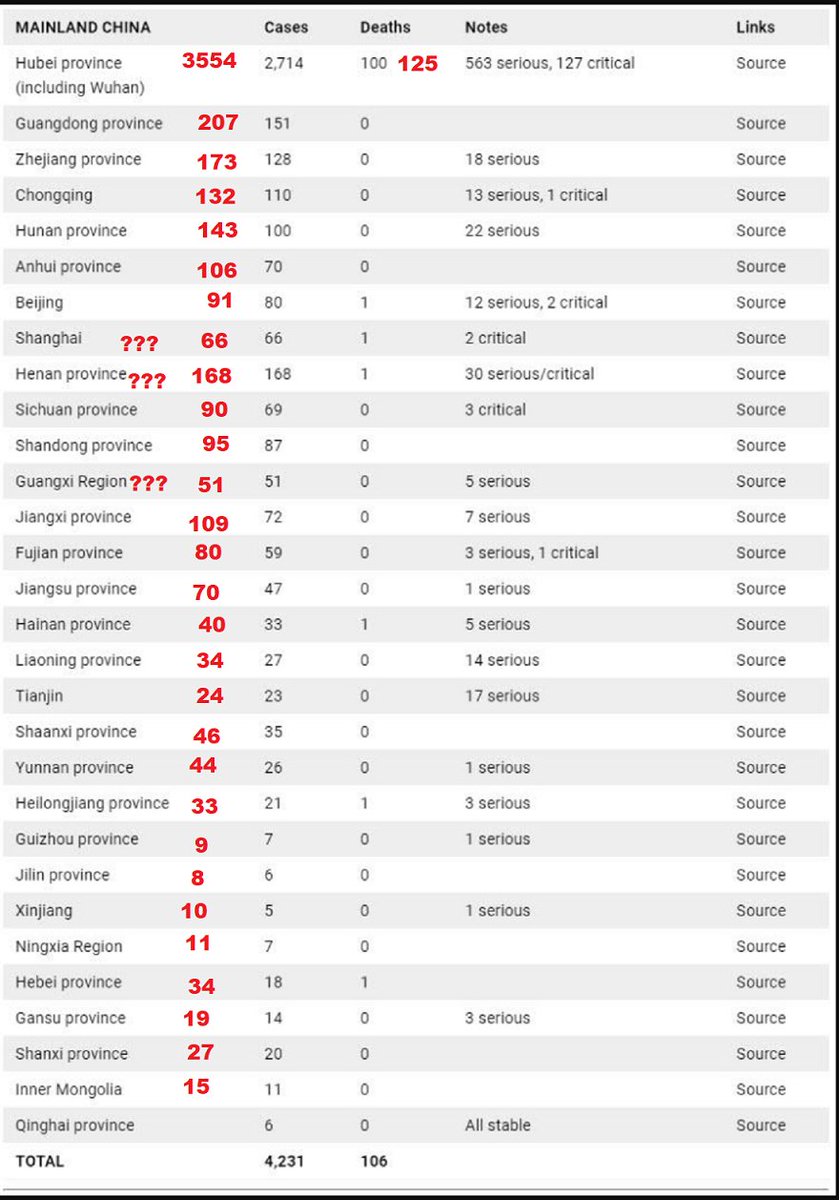 MAINLAND CHINA Cases Deaths Notes Links
Hubei province 3554 2,714 100 125 563 serious, 127 critical Source
(including Wuhan)
Guangdong province 207 151 0 Source
Zhejiang province 173 128 0 18 serious Source
Chongqing 132 110 0 13 serious, 1 critical Source
Hunan province 143 100 0 22 serious Source
Anhui province 106 70 0 Source
Beijing 91 80 1 12 serious, 2 critical Source
Shanghai ??? 66 66 1 2 critical Source
Henan province ??? 168 168 1 30 serious/critical Source
Sichuan province 90 69 0 3 critical Source
Shandong province 95 87 0 Source
Guangxi Region ??? 51 51 0 5 serious Source
Jiangxi province 109 72 0 7 serious Source
Fujian province 80 59 0 3 serious, 1 critical Source
Jiangsu province 70 47 0 1 serious Source
Hainan province 40 33 1 5 serious Source
Liaoning province 34 27 0 14 serious Source
Tianjin 24 23 0 17 serious Source
Shaanxi province 46 35 0 Source
Yunnan province 44 26 0 1 serious Source
Heilongjiang province 33 21 1 3 serious Source
Guizhou province 9 7 0 1 serious Source
Jilin province 8 6 0 Source
Xinjiang 10 5 0 1 serious Source
Ningxia Region 11 7 0 Source
Hebei province 34 18 1 Source
Gansu province 19 14 0 3 serious Source
Shanxi province 27 20 0 Source
Inner Mongolia 15 11 0 Source
Qinghai province 6 0 All stable Source
TOTAL 4,231 106